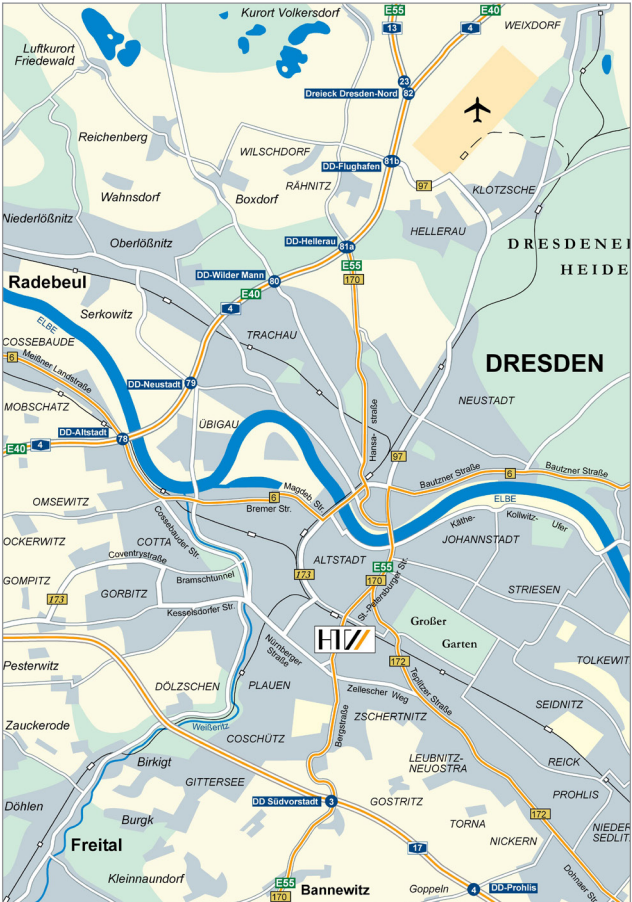 Kurort Volkersdorf
E55
E40
13
4
WEIXDORF
Luftkurort
Friedewald
23
82
Dreieck Dresden-Nord
Reichenberg
WILSCHDORF
81b
DD-Flughafen
RÄHNITZ
97
KLOTZSCHE
Wahnsdorf
Boxdorf
Niederlößnitz
HELLERAU
Oberlößnitz
DD-Hellerau
81a
DRESDENER
HEIDE
E55
170
DD-Wilder Mann
80
Radebeul
E40
4
Serkowitz
ELBE
TRACHAU
COSSEBAUDE
6
Meißner Landstraße
DRESDEN
DD-Neustadt
79
NEUSTADT
MOBSCHATZ
Hansa-
straße
ÜBIGAU
DD-Altstadt
78
E40
4
97
Bautzner Straße
6
Bautzner Straße
Magdeb. Str.
6
Bremer Str.
ELBE
OMSEWITZ
Cossebauder Str.
Käthe-
Kollwitz-
Ufer
OCKERWITZ
COTTA
JOHANNSTADT
Coventrystraße
ALTSTADT
E55
170
GOMPITZ
Bramschtunnel
173
173
GORBITZ
STRIESEN
St.-Petersburger Str.
Kesselsdorfer Str.
Großer
Garten
HTW
Nürnberger
Straße
172
TOLKEWIT
Pesterwitz
Teplitzer Straße
DÖLZSCHEN
PLAUEN
Zellescher Weg
SEIDNITZ
Bergstraße
ZSCHERTNITZ
Zauckerode
Weißeritz
COSCHÜTZ
Birkigt
LEUBNITZ-
NEUOSTRA
REICK
GITTERSEE
PROHLIS
Döhlen
DD Südvorstadt
3
GOSTRITZ
Burgk
172
TORNA
NIEDER
SEDLIT
NICKERN
Freital
17
Dohnaer Str
Kleinnaundorf
E55
170
Bannewitz
Goppeln
4
DD-Prohlis